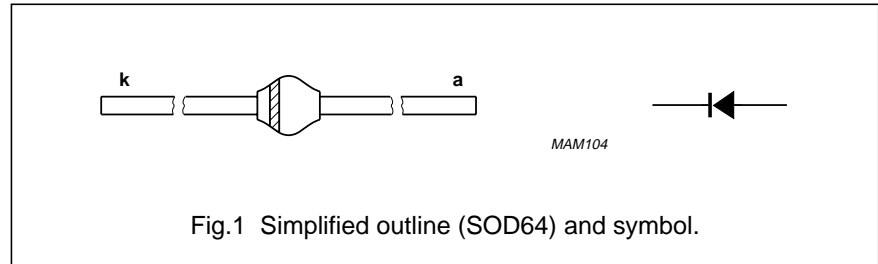 k
a
MAM104
Fig.1 Simplified outline (SOD64) and symbol.